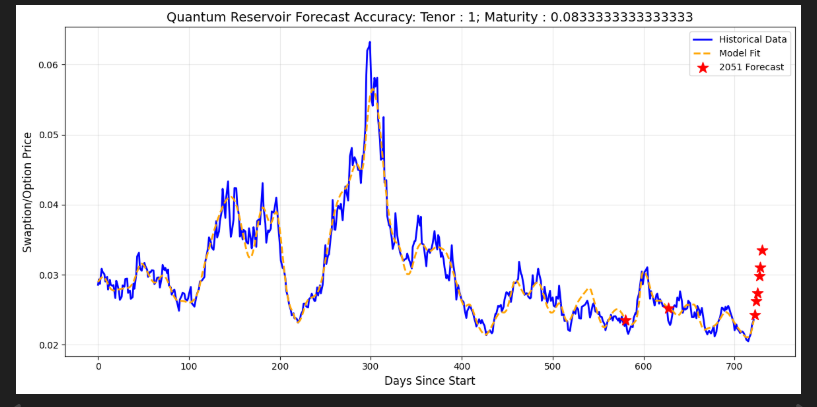 Quantum Reservoir Forecast Accuracy: Tenor : 1; Maturity : 0.0833333333333333
Historical Data
Model Fit
2051 Forecast
Swaption/Option Price
0.06
0.05
0.04
0.03
0.02
0 100 200 300 400 500 600 700
Days Since Start